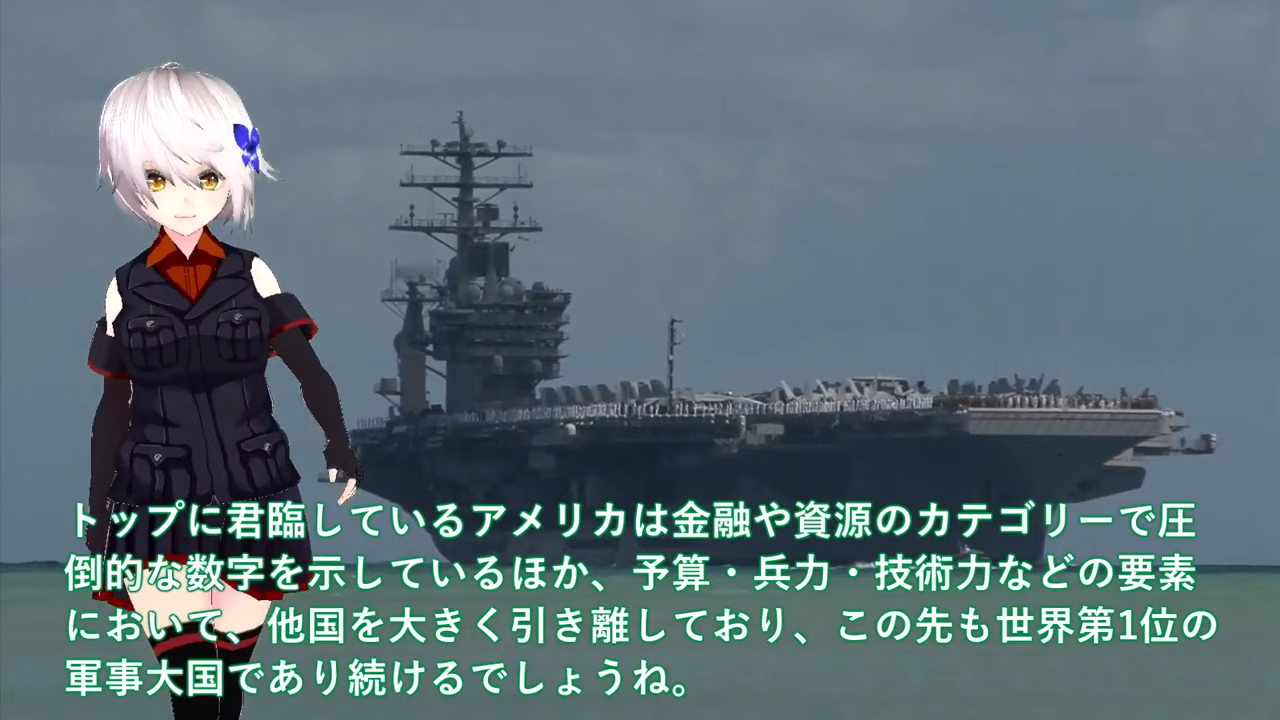 トップに君臨しているアメリカは金融や資源のカテゴリーで圧
倒的な数字を示しているほか、予算・兵力・技術力などの要素
において、他国を大きく引き離しており、この先も世界第1位の
軍事大国であり続けるでしょうね。